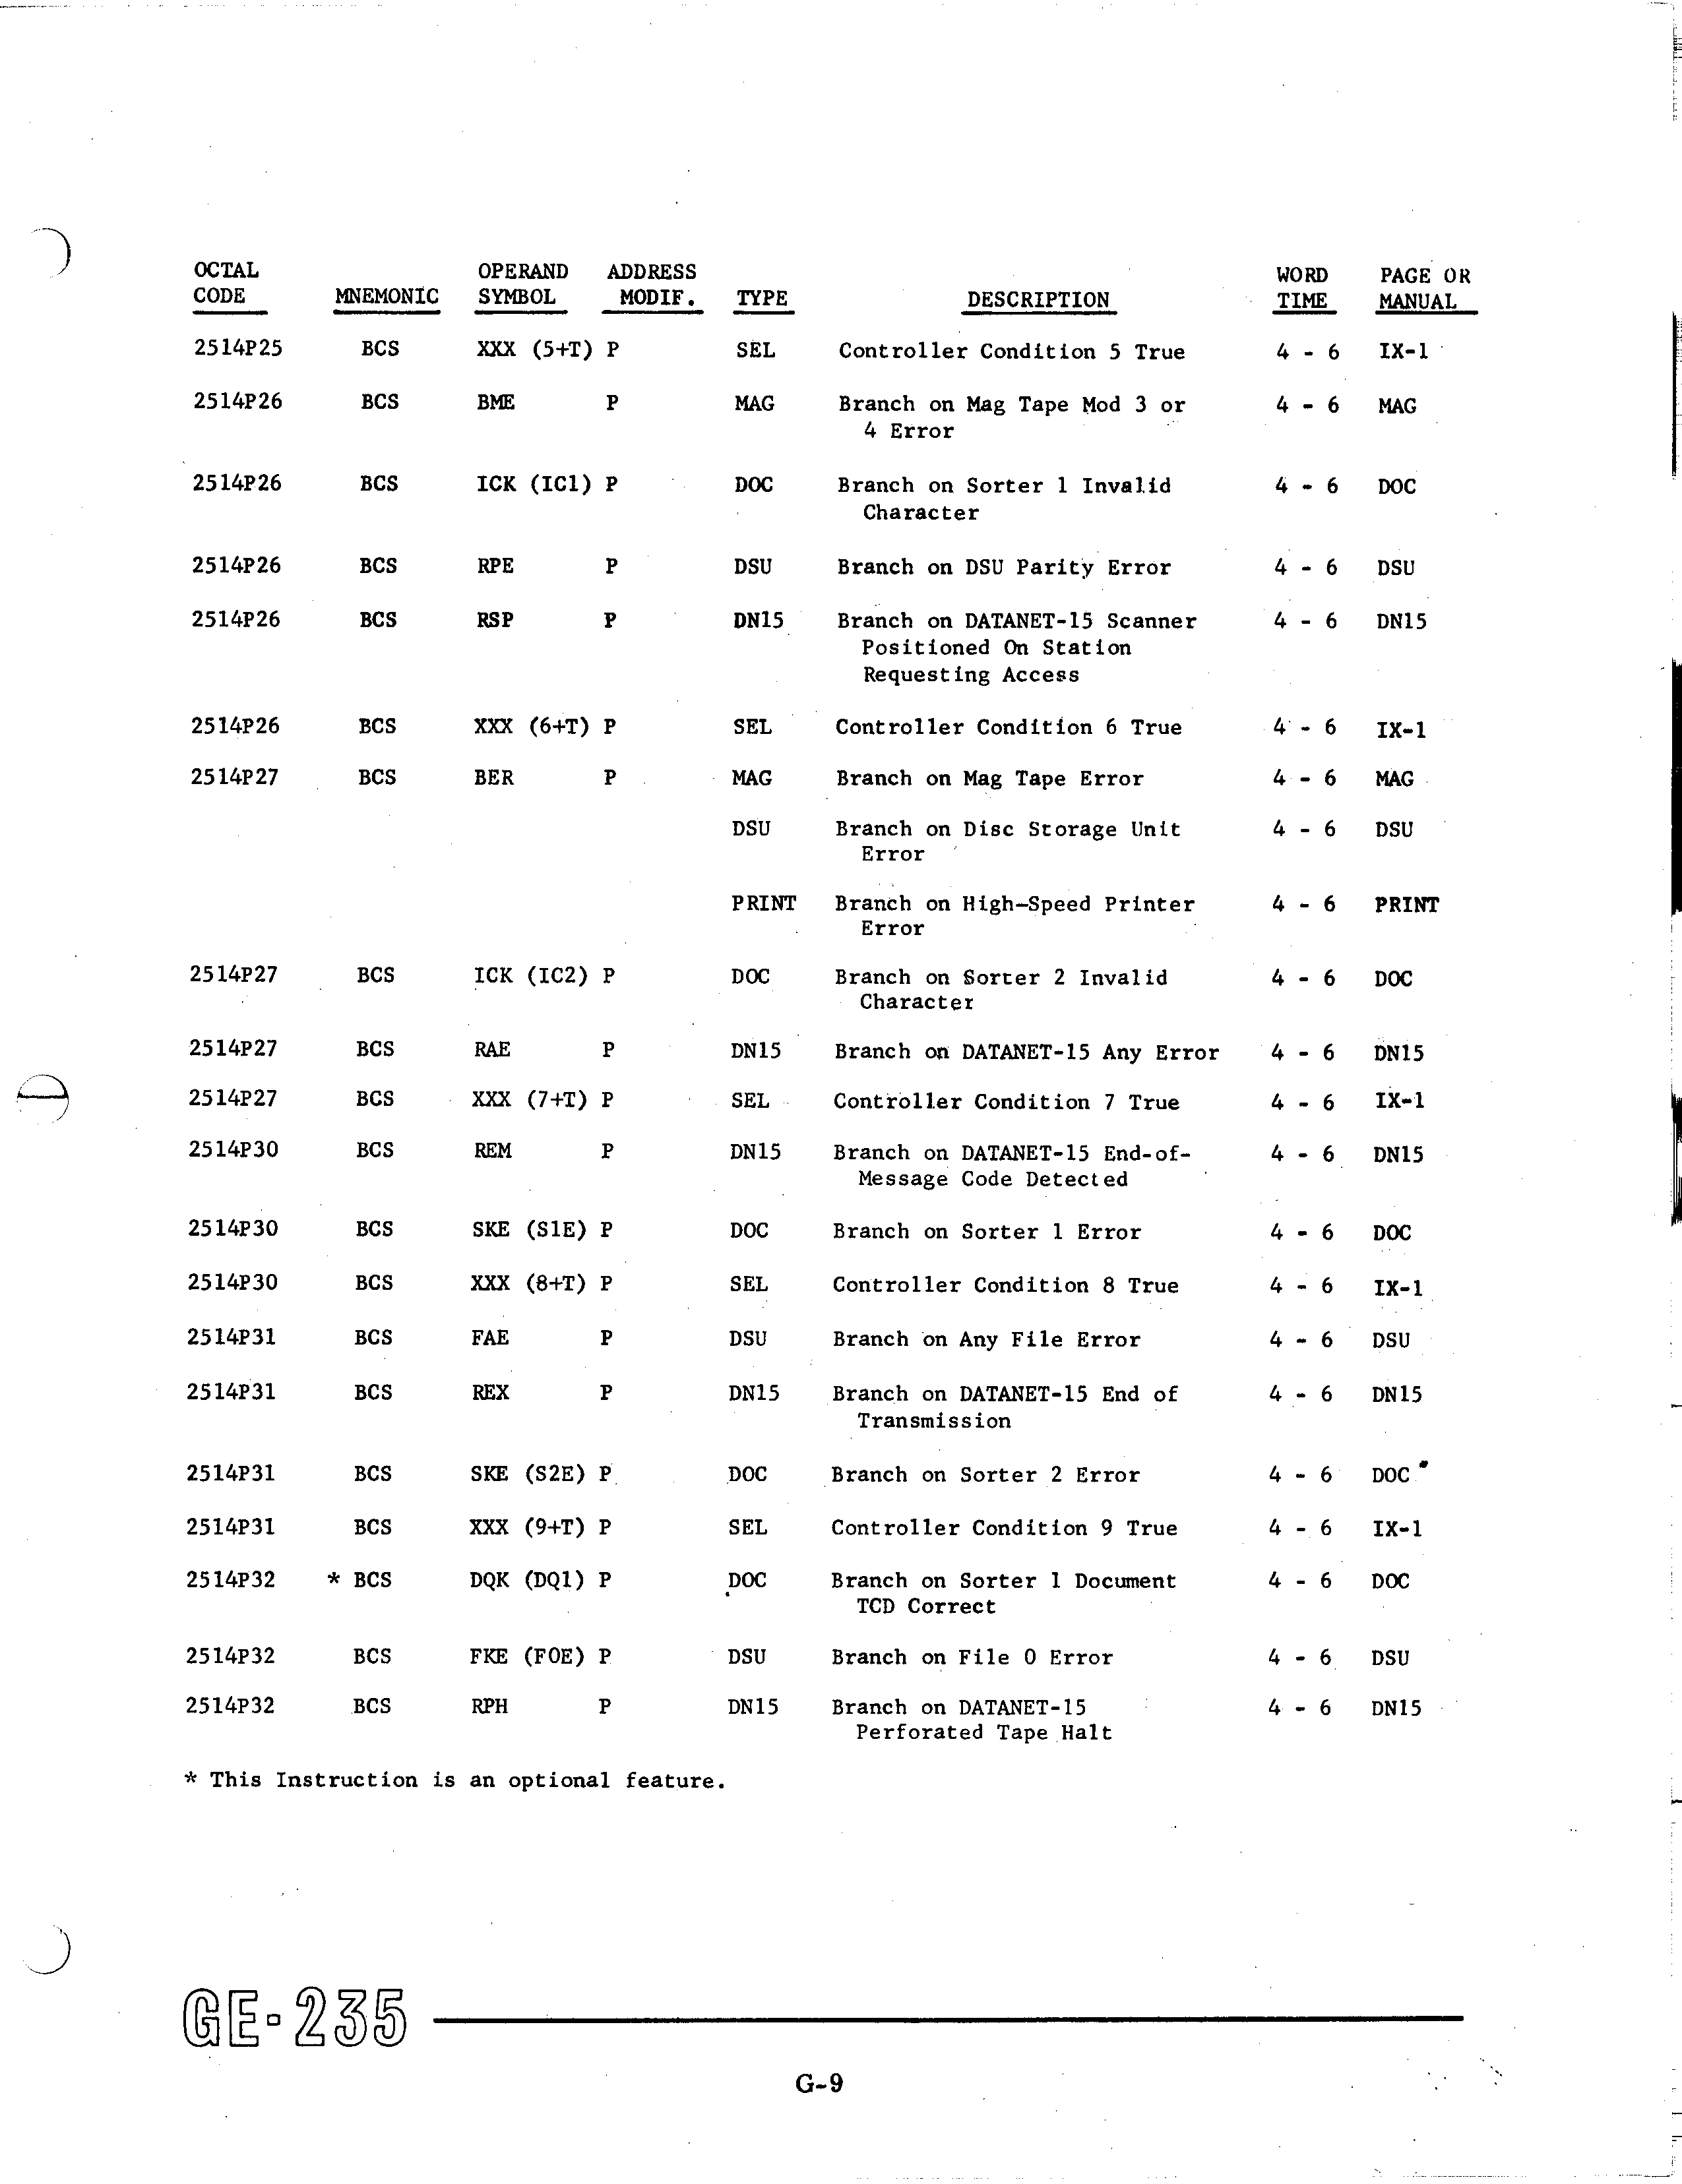 OCTAL OPERAND ADDRESS WORD PAGE OR
CODE MNEMONIC SYMBOL MODIF. TYPE DESCRIPTION TIME MANUAL
2514P25 BCS XXX (5+T) P SEL Controller Condition 5 True 4 - 6 IX-1
2514P26 BCS BME P MAG Branch on Mag Tape Mod 3 or 4 - 6 MAG
4 Error
2514P26 BCS ICK (IC1) P DOC Branch on Sorter 1 Invalid 4 - 6 DOC
Character
2514P26 BCS RPE P DSU Branch on DSU Parity Error 4 - 6 DSU
2514P26 BCS RSP P DN15 Branch on DATANET-15 Scanner 4 - 6 DN15
Positioned On Station
Requesting Access
2514P26 BCS XXX (6+T) P SEL Controller Condition 6 True 4 - 6 IX-1
2514P27 BCS BER P MAG Branch on Mag Tape Error 4 - 6 MAG
DSU Branch on Disc Storage Unit 4 - 6 DSU
Error
PRINT Branch on High-Speed Printer 4 - 6 PRINT
Error
2514P27 BCS ICK (IC2) P DOC Branch on Sorter 2 Invalid 4 - 6 DOC
Character
2514P27 BCS RAE P DN15 Branch on DATANET-15 Any Error 4 - 6 DN15
2514P27 BCS XXX (7+T) P SEL Controller Condition 7 True 4 - 6 IX-1
2514P30 BCS REM P DN15 Branch on DATANET-15 End-of- 4 - 6 DN15
Message Code Detected
2514P30 BCS SKE (S1E) P DOC Branch on Sorter 1 Error 4 - 6 DOC
2514P30 BCS XXX (8+T) P SEL Controller Condition 8 True 4 - 6 IX-1
2514P31 BCS FAE P DSU Branch on Any File Error 4 - 6 DSU
2514P31 BCS REX P DN15 Branch on DATANET-15 End of 4 - 6 DN15
Transmission
2514P31 BCS SKE (S2E) P DOC Branch on Sorter 2 Error 4 - 6 DOC
2514P31 BCS XXX (9+T) P SEL Controller Condition 9 True 4 - 6 IX-1
2514P32 * BCS DQK (DQ1) P DOC Branch on Sorter 1 Document 4 - 6 DOC
TCD Correct
2514P32 BCS FKE (F0E) P DSU Branch on File 0 Error 4 - 6 DSU
2514P32 BCS RPH P DN15 Branch on DATANET-15 4 - 6 DN15
Perforated Tape Halt
* This Instruction is an optional feature.
GE-235
G-9